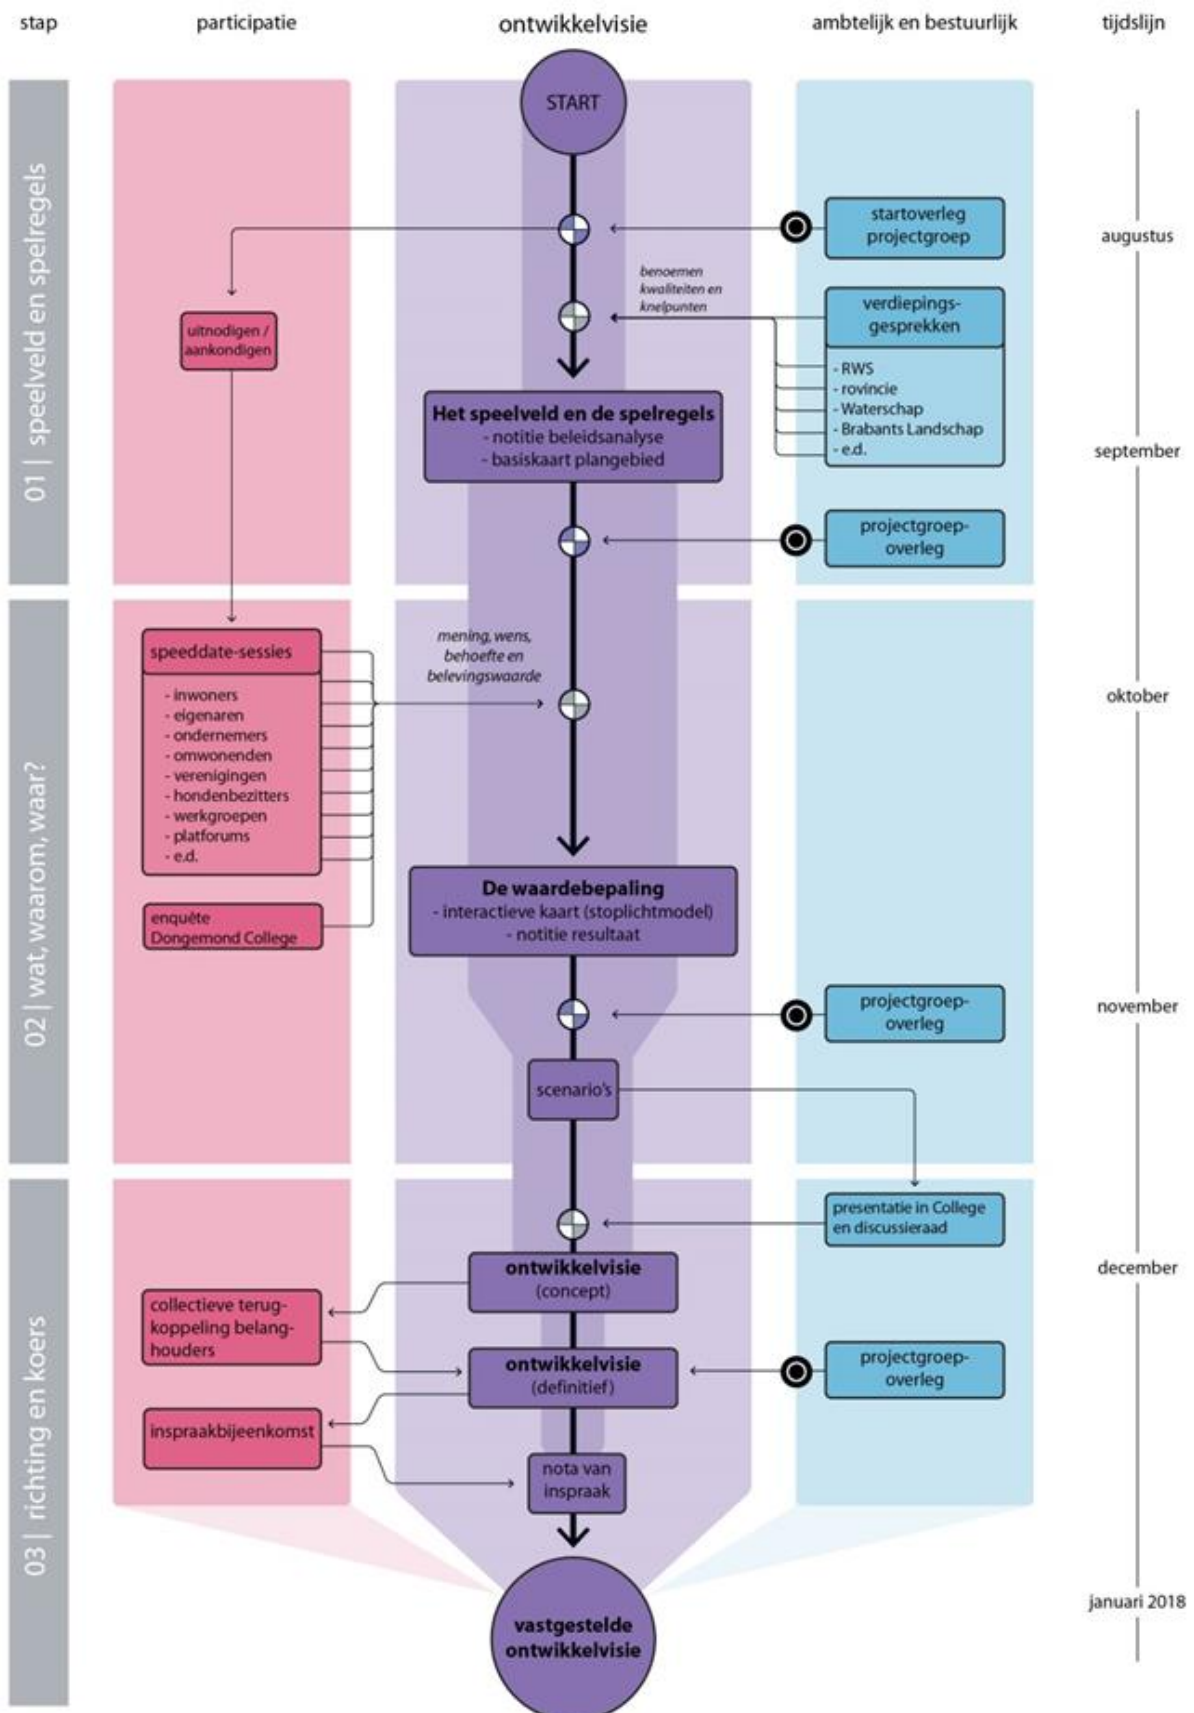 stap
participatie
ontwikkelvisie
ambtelijk en bestuurlijk
tijdslijn
01 | speelveld en spelregels
START
startoverleg
projectgroep
augustus
benoemen
kwaliteiten en
knelpunten
uitnodigen /
aankondigen
verdiepings-
gesprekken
- RWS
- rovincie
- Waterschap
- Brabants Landschap
- e.d.
Het speelveld en de spelregels
- notitie beleidsanalyse
- basiskaart plangebied
september
projectgroep-
overleg
02 | wat, waarom, waar?
speeddate-sessies
- inwoners
- eigenaren
- ondernemers
- omwonenden
- verenigingen
- hondenbezitters
- werkgroepen
- platforums
- e.d.
mening, wens,
behoefte en
belevingswaarde
oktober
enquête
Dongemond College
De waardebepaling
- interactieve kaart (stoplichtmodel)
- notitie resultaat
projectgroep-
overleg
november
scenario's
03 | richting en koers
presentatie in College
en discussieraad
ontwikkelvisie
(concept)
december
collectieve terug-
koppeling belang-
houders
ontwikkelvisie
(definitief)
projectgroep-
overleg
inspraakbijeenkomst
nota van
inspraak
vastgestelde
ontwikkelvisie
januari 2018